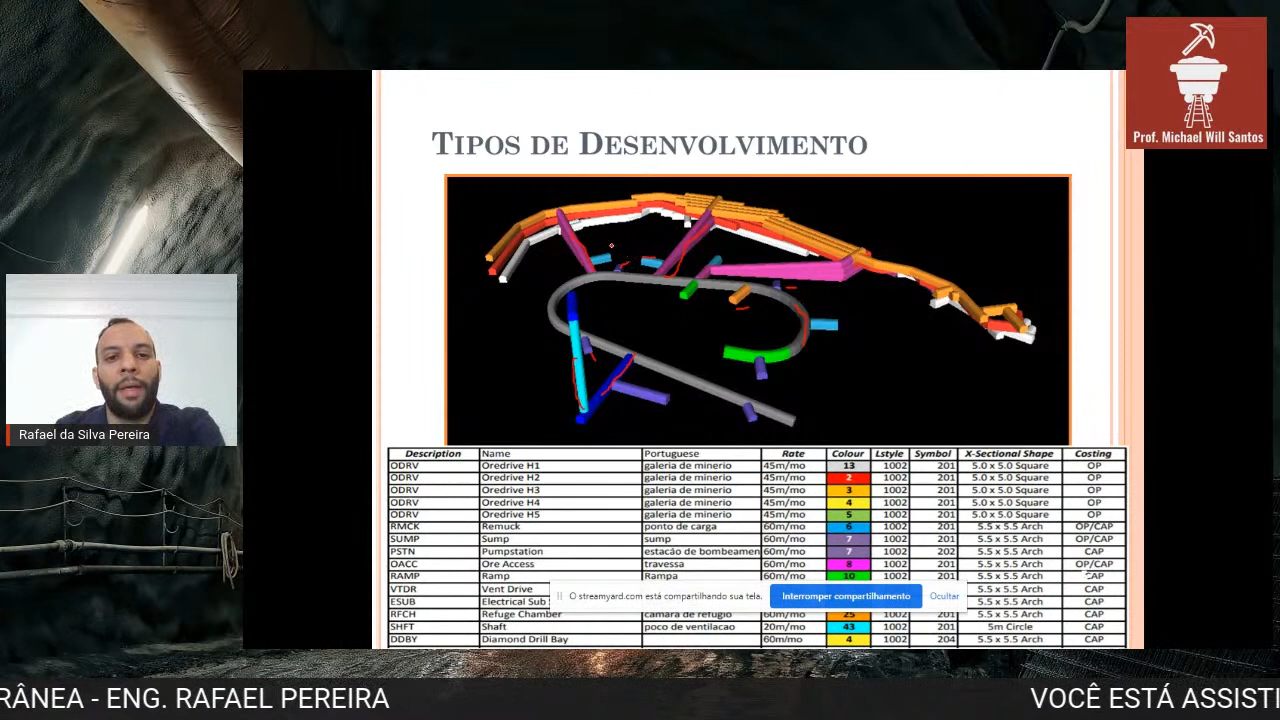 Prof. Michael Will Santos
TIPOS DE DESENVOLVIMENTO
Rafael da Silva Pereira
Description Name Portuguese Rate Colour Lstyle Symbol X-Sectional Shape Costing
ODRV Oredrive H1 galeria de minerio 45m/mo 13 1002 201 5.0 x 5.0 Square OP
ODRV Oredrive H2 galeria de minerio 45m/mo 2 1002 201 5.0 x 5.0 Square OP
ODRV Oredrive H3 galeria de minerio 45m/mo 3 1002 201 5.0 x 5.0 Square OP
ODRV Oredrive H4 galeria de minerio 45m/mo 4 1002 201 5.0 x 5.0 Square OP
ODRV Oredrive H5 galeria de minerio 45m/mo 5 1002 201 5.0 x 5.0 Square OP
RMCK Remuck ponto de carga 60m/mo 6 1002 201 5.5 x 5.5 Arch OP/CAP
SUMP Sump sump 60m/mo 7 1002 201 5.5 x 5.5 Arch OP/CAP
PSTN Pumpstation estacão de bombeamen 60m/mo 7 1002 202 5.5 x 5.5 Arch CAP
OACC Ore Access travessa 60m/mo 8 1002 201 5.5 x 5.5 Arch OP/CAP
RAMP Ramp Rampa 60m/mo 10 1002 201 5.5 x 5.5 Arch CAP
VTDR Vent Drive 5.5 x 5.5 Arch CAP
ESUB Electrical Sub 5.5 x 5.5 Arch CAP
O streamyard.com está compartilhando sua tela. Interromper compartilhamento Ocultar
RFCH Refuge Chamber camara de refugio 60m/mo 25 1002 201 5.5 x 5.5 Arch CAP
SHFT Shaft poco de ventilacao 20m/mo 43 1002 201 5m Circle CAP
DDBY Diamond Drill Bay 60m/mo 4 1002 204 5.5 x 5.5 Arch CAP
RÂNEA - ENG. RAFAEL PEREIRA VOCÊ ESTÁ ASSISTI